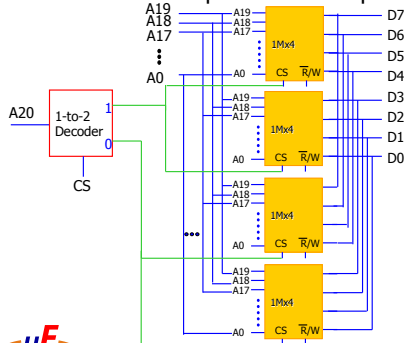 A19
A18
A17
A0
A20
1-to-2
Decoder
1
0
CS
A19
A18
A17
1Mx4
A0
CS R̅/W
A19
A18
A17
1Mx4
A0
CS R̅/W
A19
A18
A17
1Mx4
A0
CS R̅/W
A19
A18
A17
1Mx4
A0
CS R̅/W
D7
D6
D5
D4
D3
D2
D1
D0